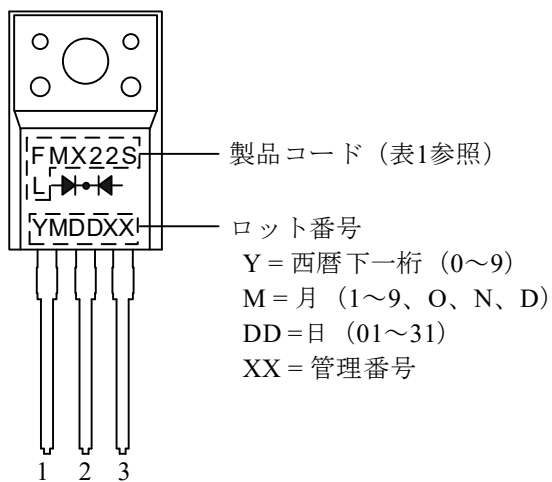 FMX22S
L
YMDDXX
製品コード（表1参照）
ロット番号
Y = 西暦下一桁（0～9）
M = 月（1～9、O、N、D）
DD =日（01～31）
XX = 管理番号
1 2 3